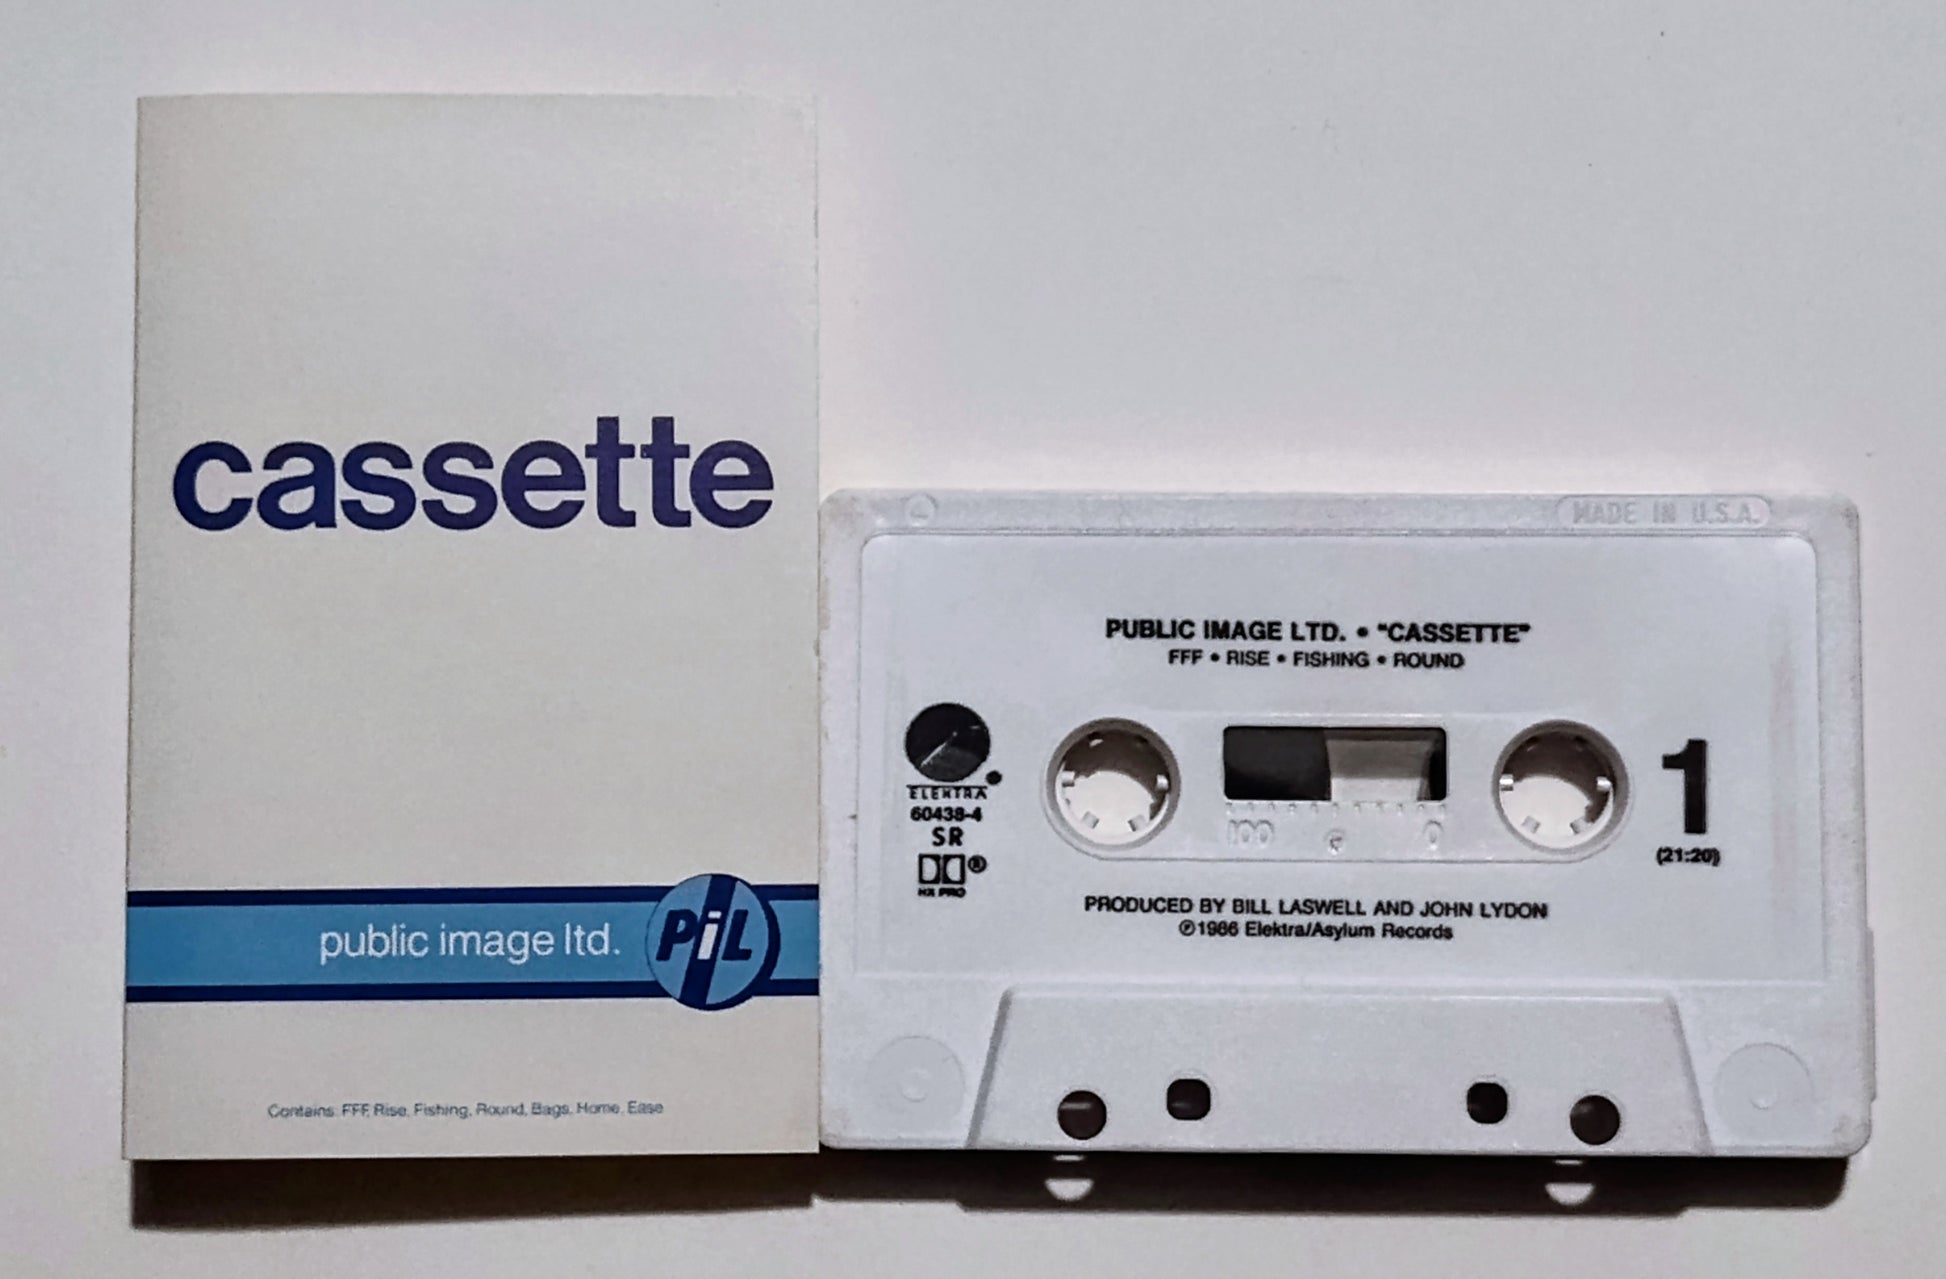 cassette
public image ltd.
PiL
Contains: FFF, Rise, Fishing, Round, Bags, Home, Ease
MADE IN U.S.A.
PUBLIC IMAGE LTD. • "CASSETTE"
FFF • RISE • FISHING • ROUND
ELEKTRA
60438-4
SR
HX PRO
100 0
1
(21:20)
PRODUCED BY BILL LASWELL AND JOHN LYDON
℗1986 Elektra/Asylum Records